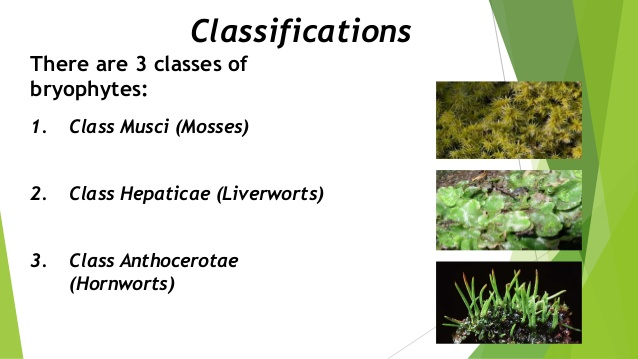 Classifications
There are 3 classes of
bryophytes:
1. Class Musci (Mosses)
2. Class Hepaticae (Liverworts)
3. Class Anthocerotae
(Hornworts)